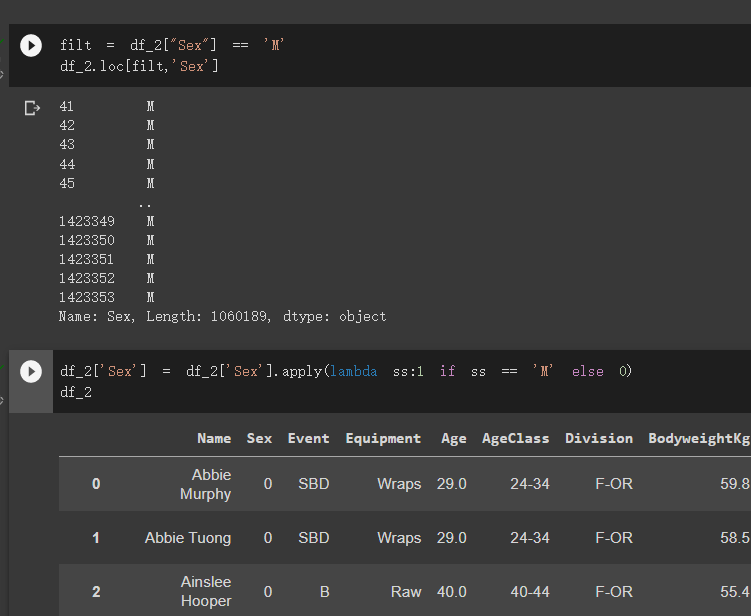 filt = df_2["Sex"] == 'M'
df_2.loc[filt,'Sex']
41 M
42 M
43 M
44 M
45 M
..
1423349 M
1423350 M
1423351 M
1423352 M
1423353 M
Name: Sex, Length: 1060189, dtype: object
df_2['Sex'] = df_2['Sex'].apply(lambda ss:1 if ss == 'M' else 0)
df_2
Name Sex Event Equipment Age AgeClass Division BodyweightKg
0 Abbie Murphy 0 SBD Wraps 29.0 24-34 F-OR 59.8
1 Abbie Tuong 0 SBD Wraps 29.0 24-34 F-OR 58.5
2 Ainslee Hooper 0 B Raw 40.0 40-44 F-OR 55.4